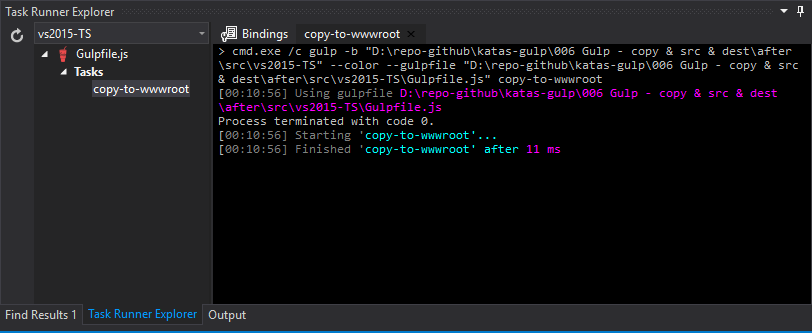 Task Runner Explorer
vs2015-TS
Gulpfile.js
Tasks
copy-to-wwwroot
Bindings copy-to-wwwroot
> cmd.exe /c gulp -b "D:\repo-github\katas-gulp\006 Gulp - copy & src & dest\after
\src\vs2015-TS" --color --gulpfile "D:\repo-github\katas-gulp\006 Gulp - copy & src
& dest\after\src\vs2015-TS\Gulpfile.js" copy-to-wwwroot
[00:10:56] Using gulpfile D:\repo-github\katas-gulp\006 Gulp - copy & src & dest
\after\src\vs2015-TS\Gulpfile.js
Process terminated with code 0.
[00:10:56] Starting 'copy-to-wwwroot'...
[00:10:56] Finished 'copy-to-wwwroot' after 11 ms
Find Results 1 Task Runner Explorer Output